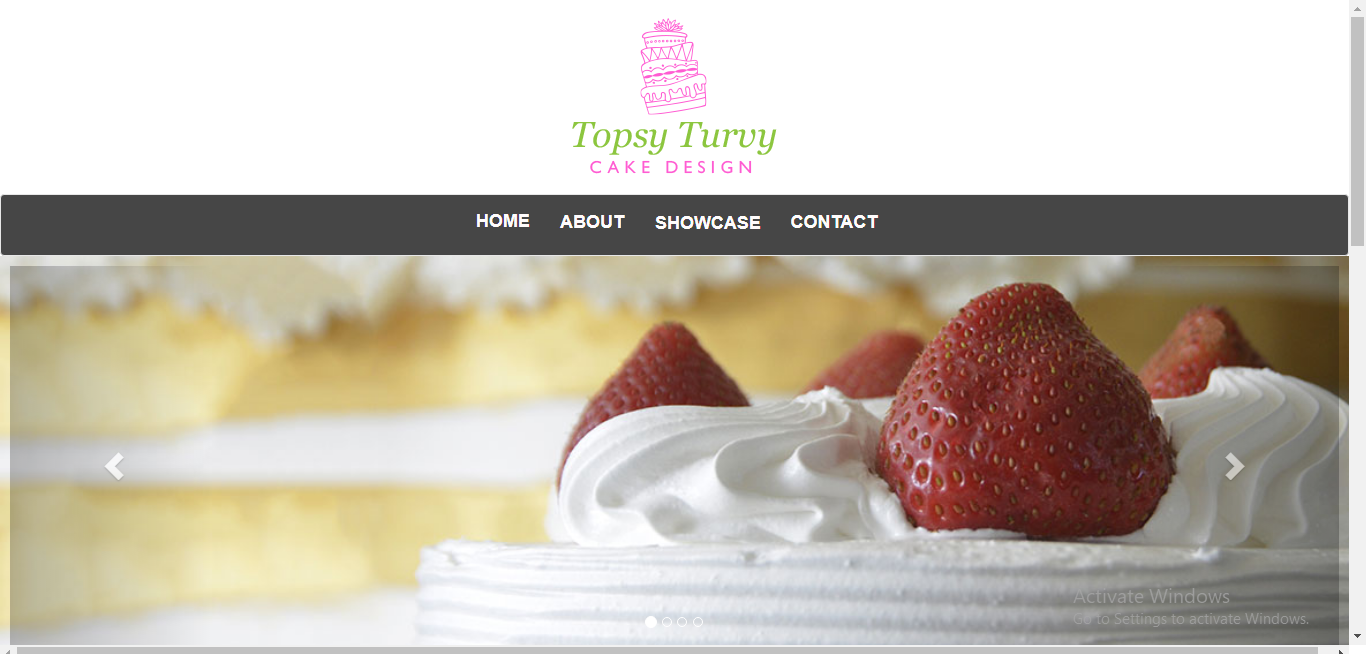 Topsy Turvy
CAKE DESIGN
HOME ABOUT SHOWCASE CONTACT
Activate Windows
Go to Settings to activate Windows.